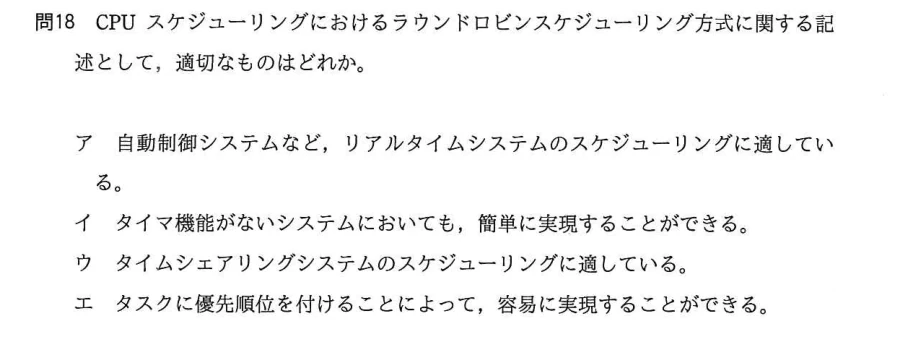 問18 CPU スケジューリングにおけるラウンドロビンスケジューリング方式に関する記
述として，適切なものはどれか。
ア 自動制御システムなど，リアルタイムシステムのスケジューリングに適してい
る。
イ タイマ機能がないシステムにおいても，簡単に実現することができる。
ウ タイムシェアリングシステムのスケジューリングに適している。
エ タスクに優先順位を付けることによって，容易に実現することができる。